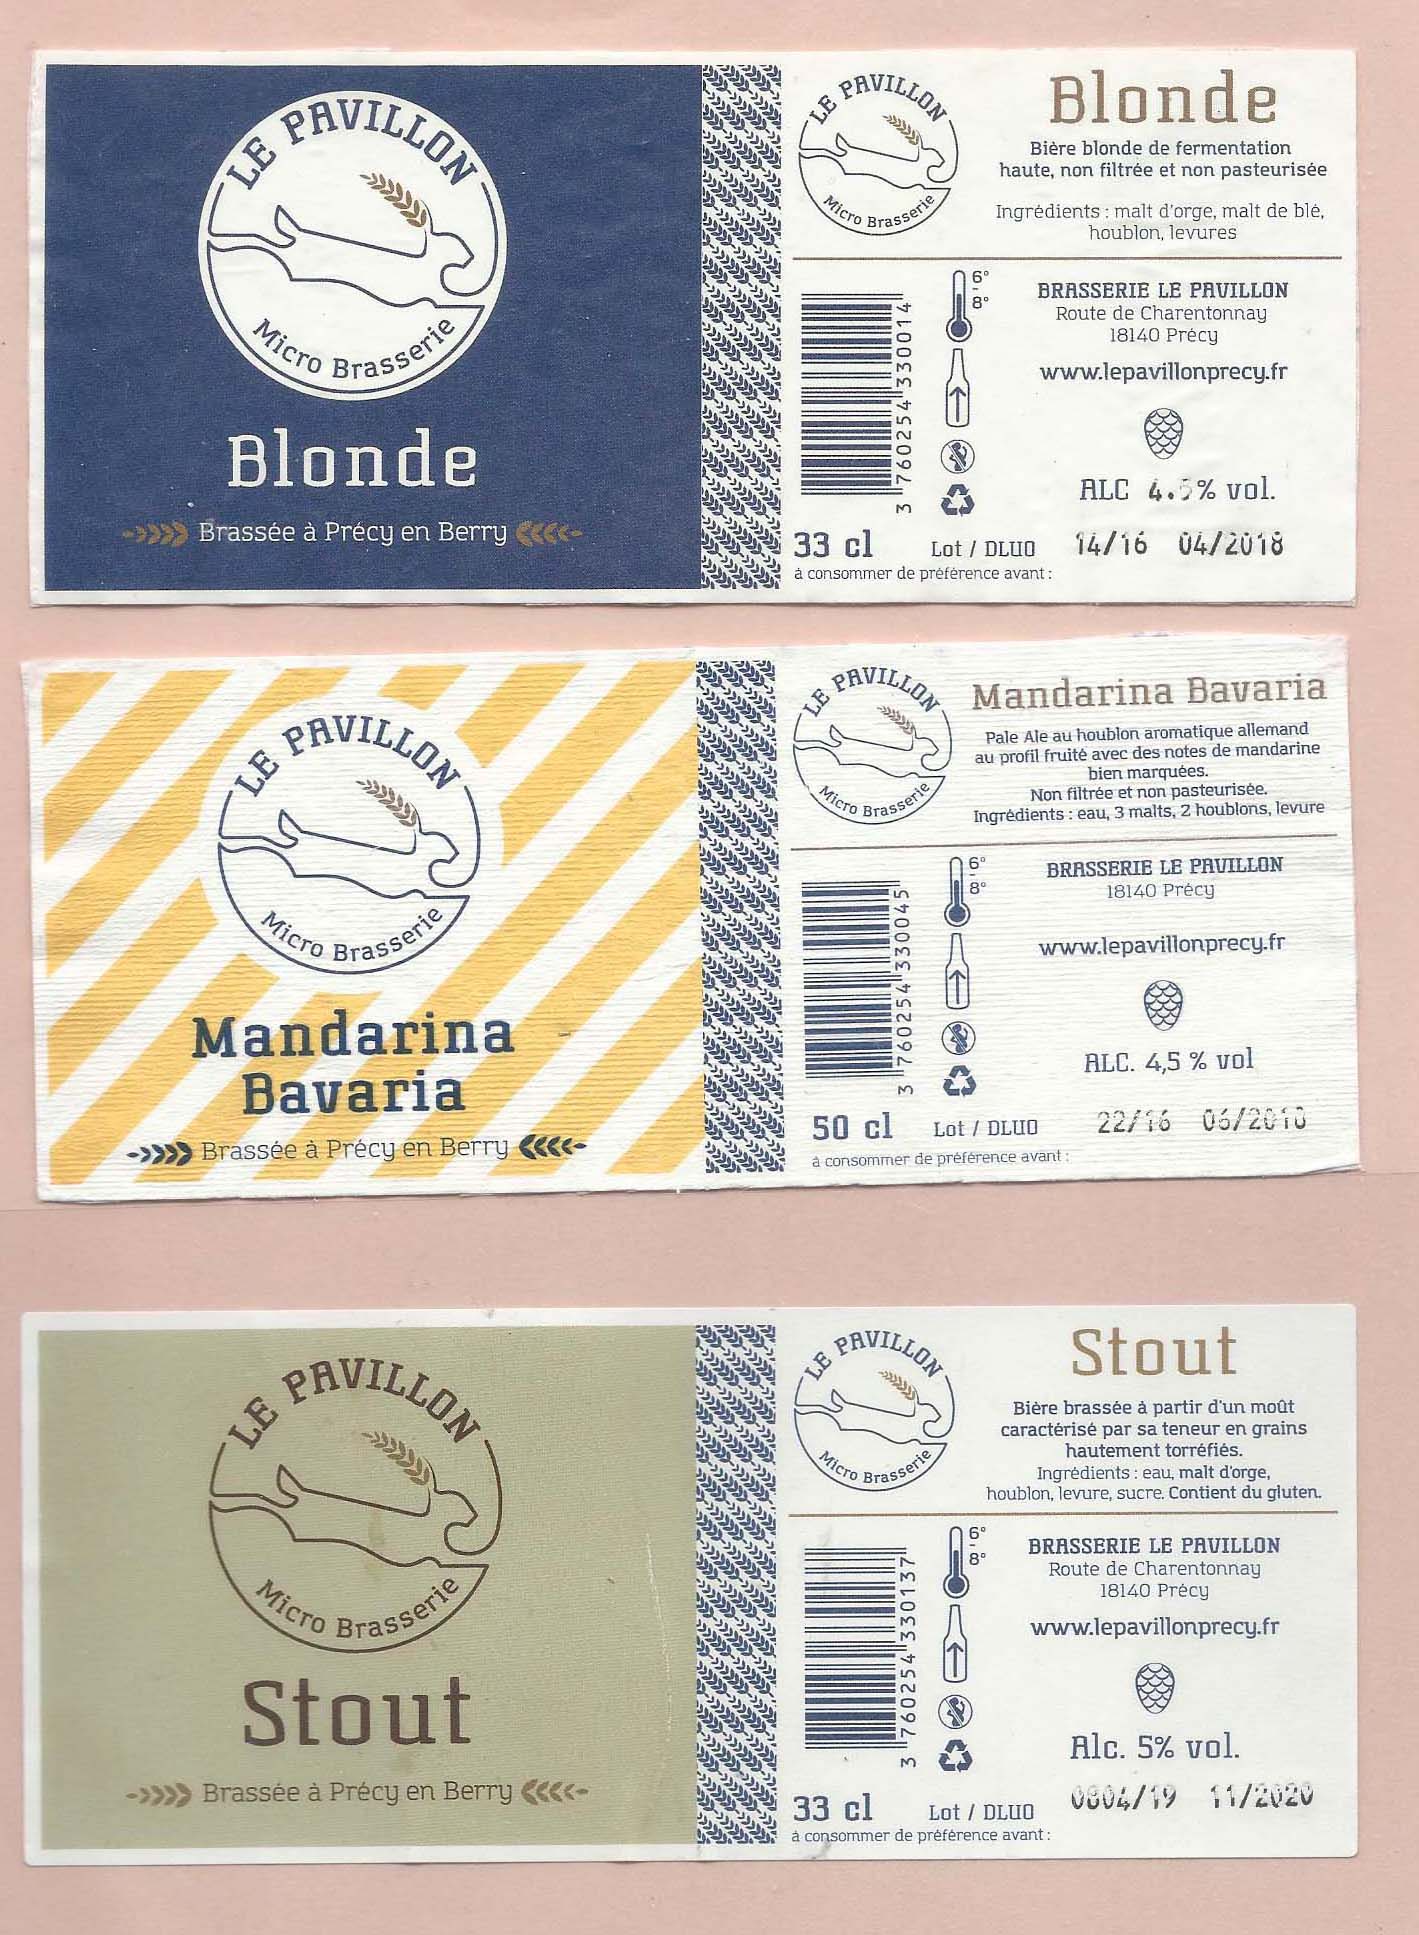 LE PAVILLON
Micro Brasserie
Blonde
Brassée à Précy en Berry
LE PAVILLON
Micro Brasserie
Blonde
Bière blonde de fermentation
haute, non filtrée et non pasteurisée
Ingrédients : malt d'orge, malt de blé,
houblon, levures
3 760254 330014
6°
-
8°
BRASSERIE LE PAVILLON
Route de Charentonnay
18140 Précy
www.lepavillonprecy.fr
ALC 4.5% vol.
33 cl
Lot / DLUO 14/16 04/2018
à consommer de préférence avant :
LE PAVILLON
Micro Brasserie
Mandarina
Bavaria
Brassée à Précy en Berry
LE PAVILLON
Micro Brasserie
Mandarina Bavaria
Pale Ale au houblon aromatique allemand
au profil fruité avec des notes de mandarine
bien marquées.
Non filtrée et non pasteurisée.
Ingrédients : eau, 3 malts, 2 houblons, levure
3 760254 330045
6°
-
8°
BRASSERIE LE PAVILLON
18140 Précy
www.lepavillonprecy.fr
ALC. 4,5 % vol
50 cl
Lot / DLUO 22/16
à consommer de préférence avant :
LE PAVILLON
Micro Brasserie
Stout
Brassée à Précy en Berry
LE PAVILLON
Micro Brasserie
Stout
Bière brassée à partir d'un moût
caractérisé par sa teneur en grains
hautement torréfiés.
Ingrédients : eau, malt d'orge,
houblon, levure, sucre. Contient du gluten.
3 760254 330137
6°
-
8°
BRASSERIE LE PAVILLON
Route de Charentonnay
18140 Précy
www.lepavillonprecy.fr
Alc. 5% vol.
33 cl
Lot / DLUO 0804/19 11/2020
à consommer de préférence avant :